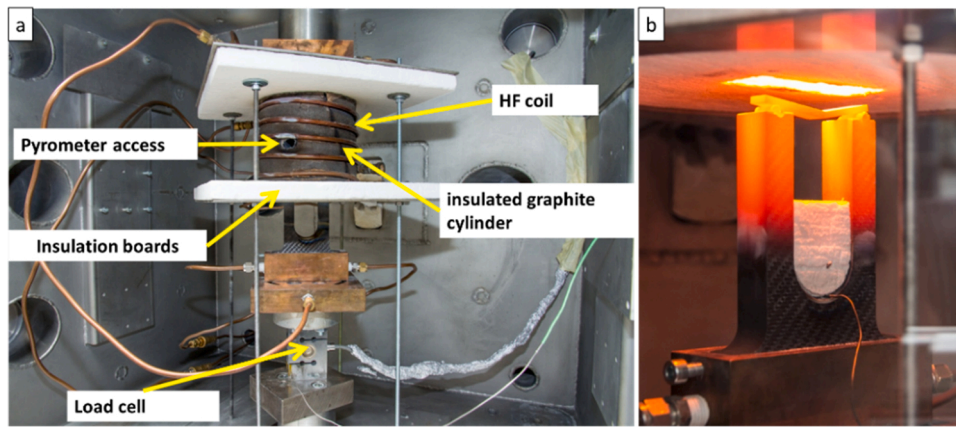 a
b
HF coil
Pyrometer access
insulated graphite
cylinder
Insulation boards
Load cell